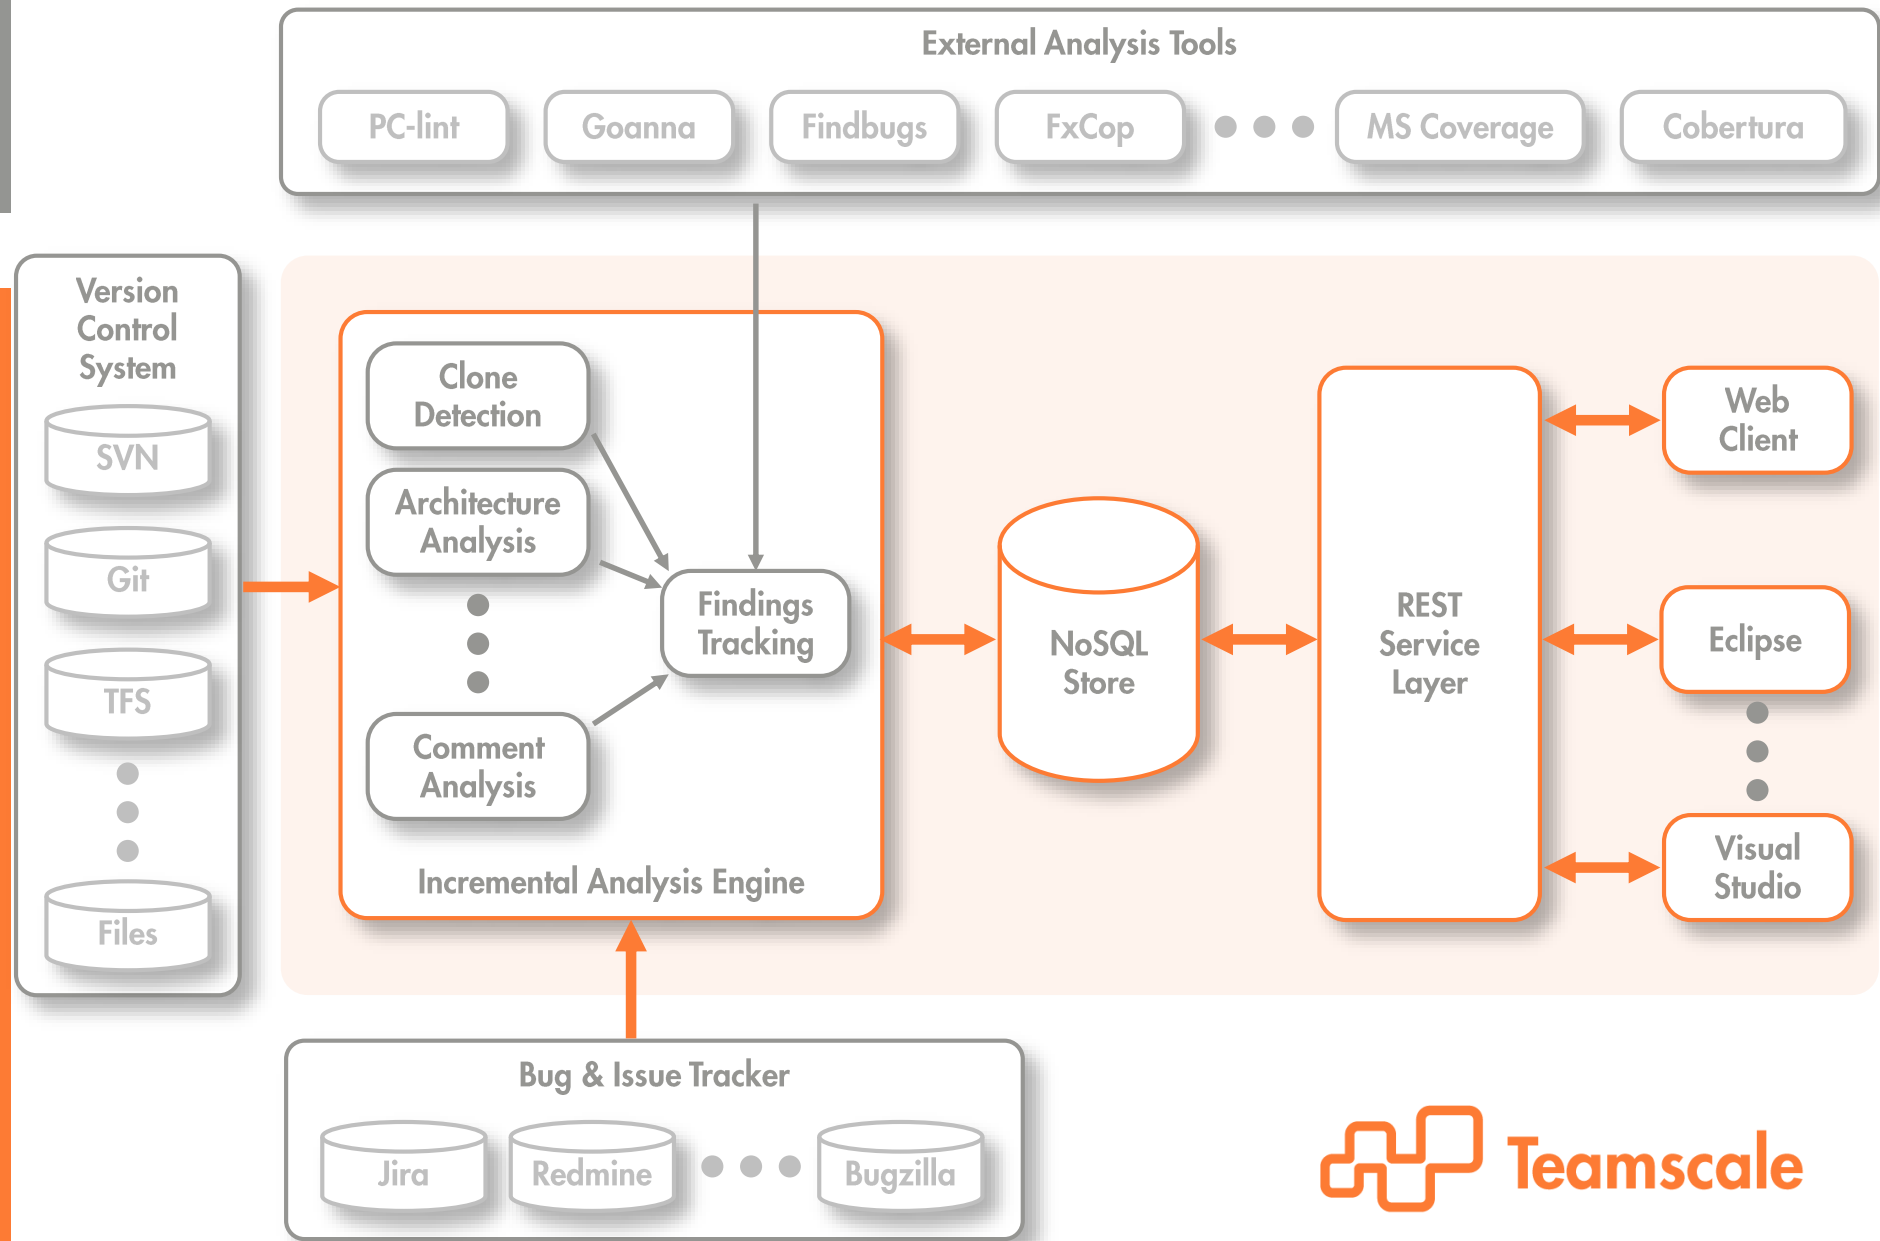 External Analysis Tools
PC-lint
Goanna
Findbugs
FxCop
MS Coverage
Cobertura
Version
Control
System
SVN
Git
TFS
Files
Clone
Detection
Architecture
Analysis
Comment
Analysis
Findings
Tracking
Incremental Analysis Engine
NoSQL
Store
REST
Service
Layer
Web
Client
Eclipse
Visual
Studio
Bug & Issue Tracker
Jira
Redmine
Bugzilla
Teamscale